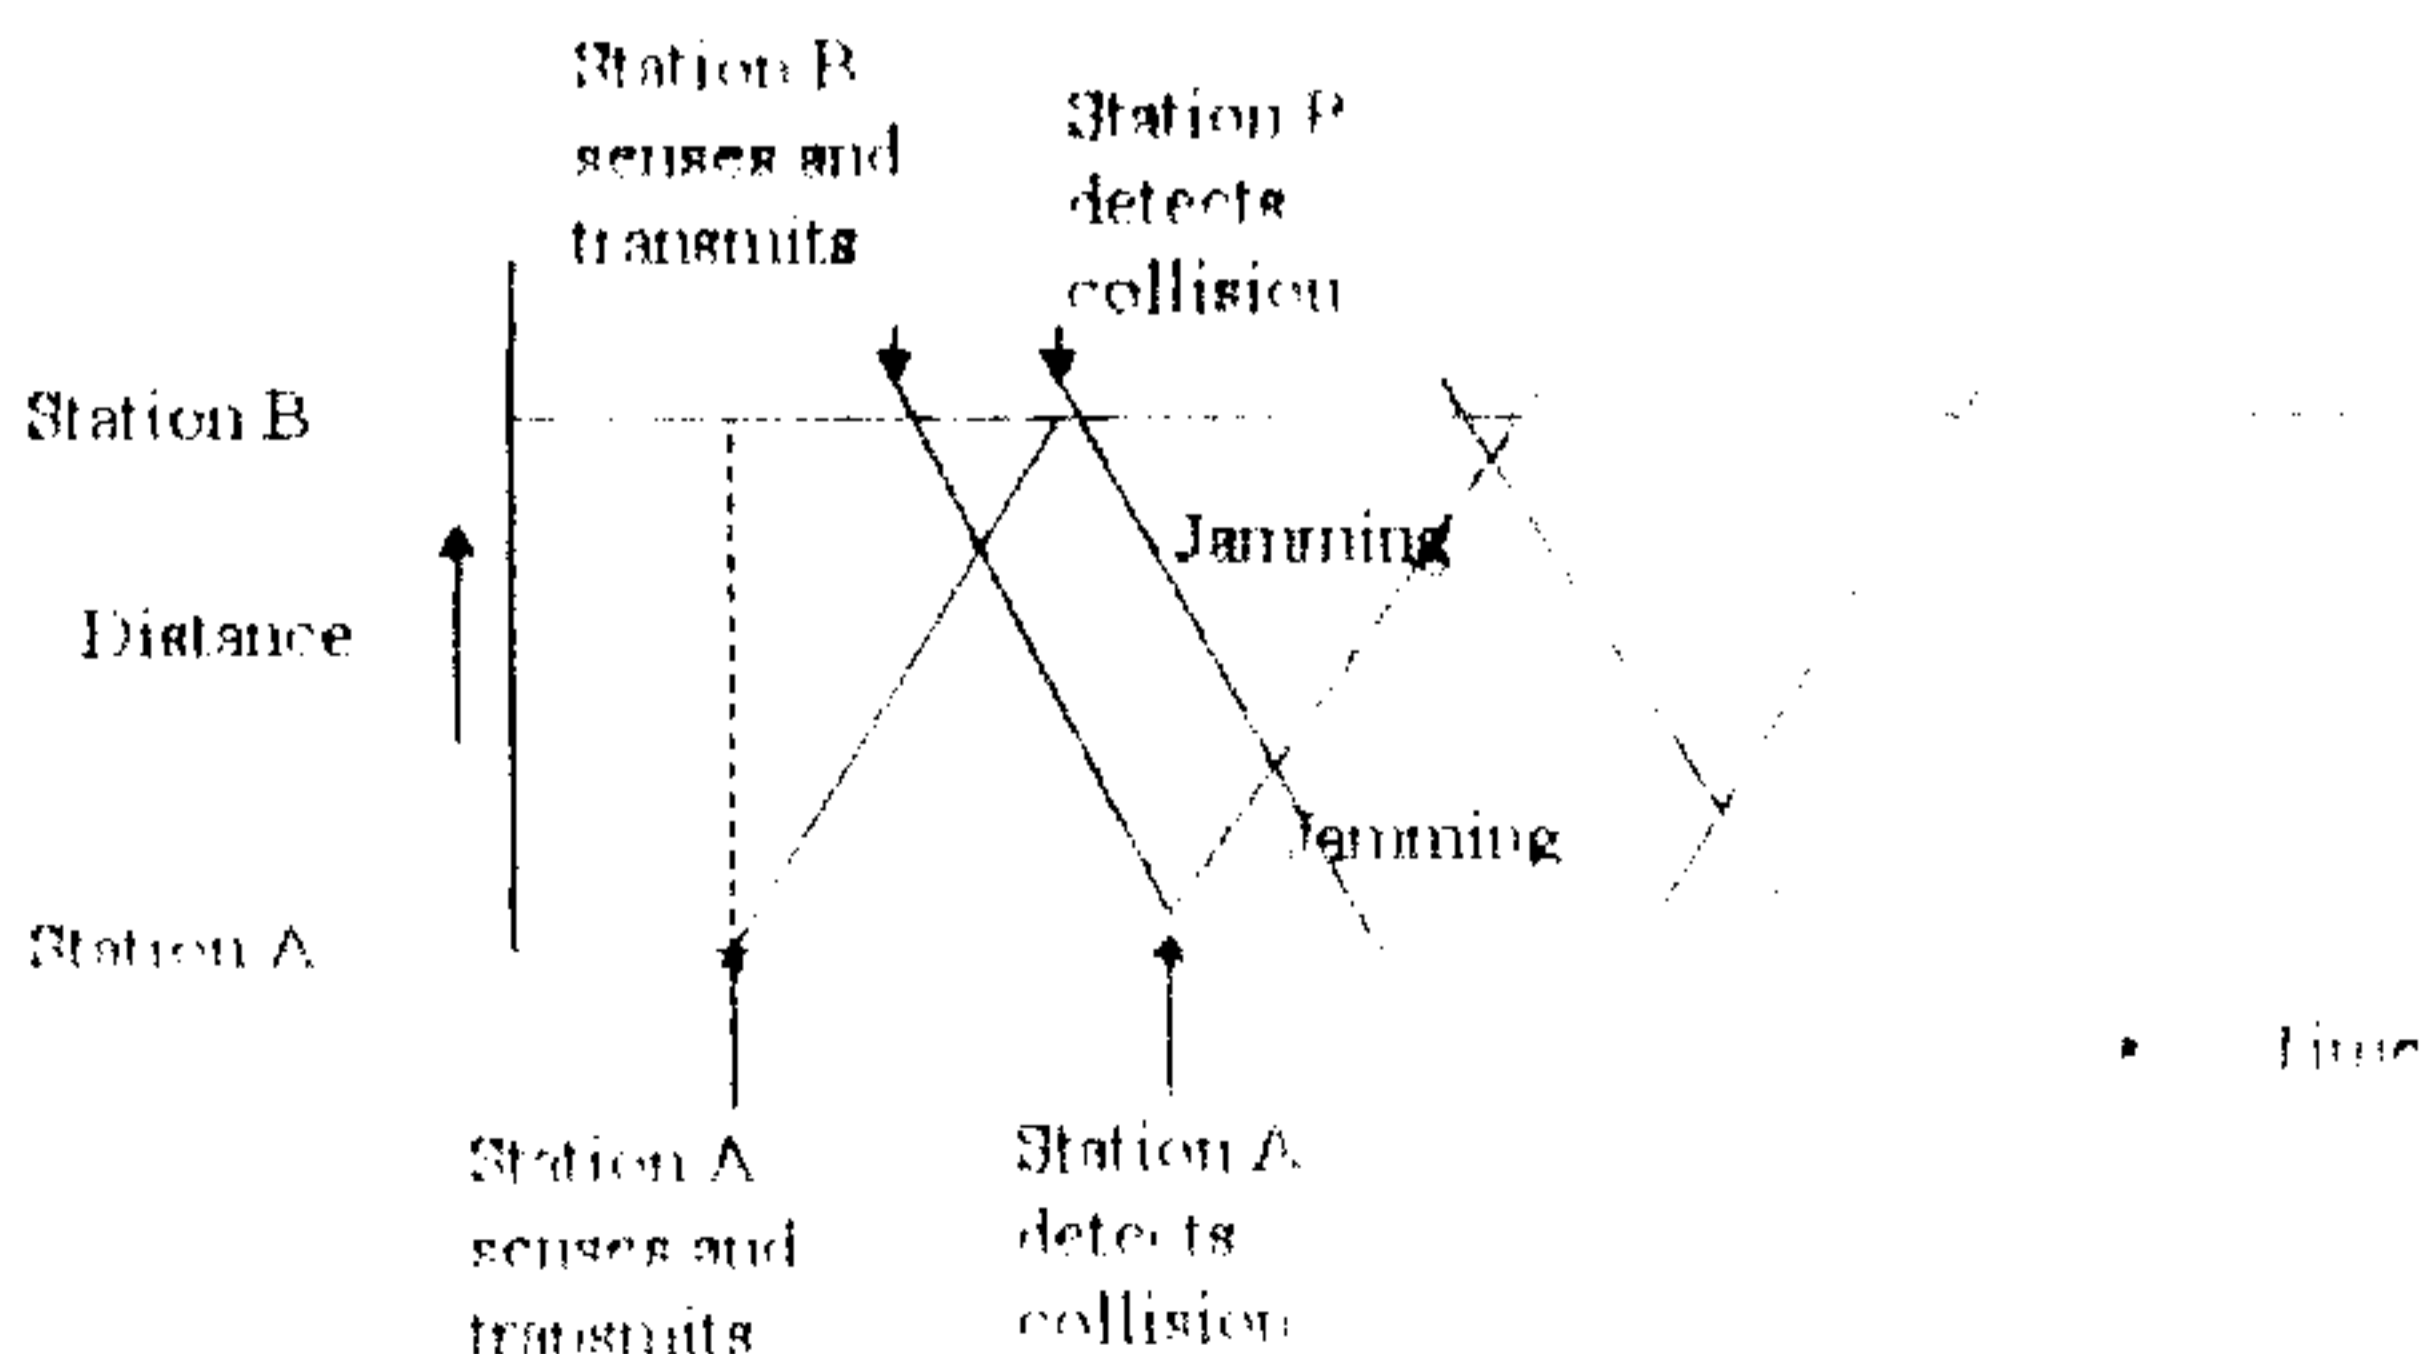 Station B
senses and
transmits
Station B
detects
collision
Station B
Jamming
Distance
Jamming
Station A
Time
Station A
senses and
transmits
Station A
detects
collision